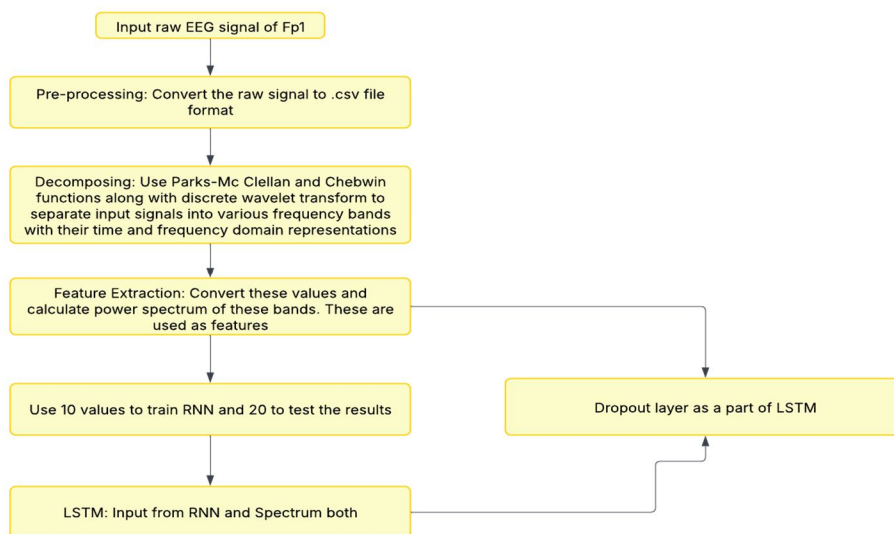 Input raw EEG signal of Fp1
Pre-processing: Convert the raw signal to .csv file
format
Decomposing: Use Parks-Mc Clellan and Chebwin
functions along with discrete wavelet transform to
separate input signals into various frequency bands
with their time and frequency domain representations
Feature Extraction: Convert these values and
calculate power spectrum of these bands. These are
used as features
Use 10 values to train RNN and 20 to test the results
Dropout layer as a part of LSTM
LSTM: Input from RNN and Spectrum both